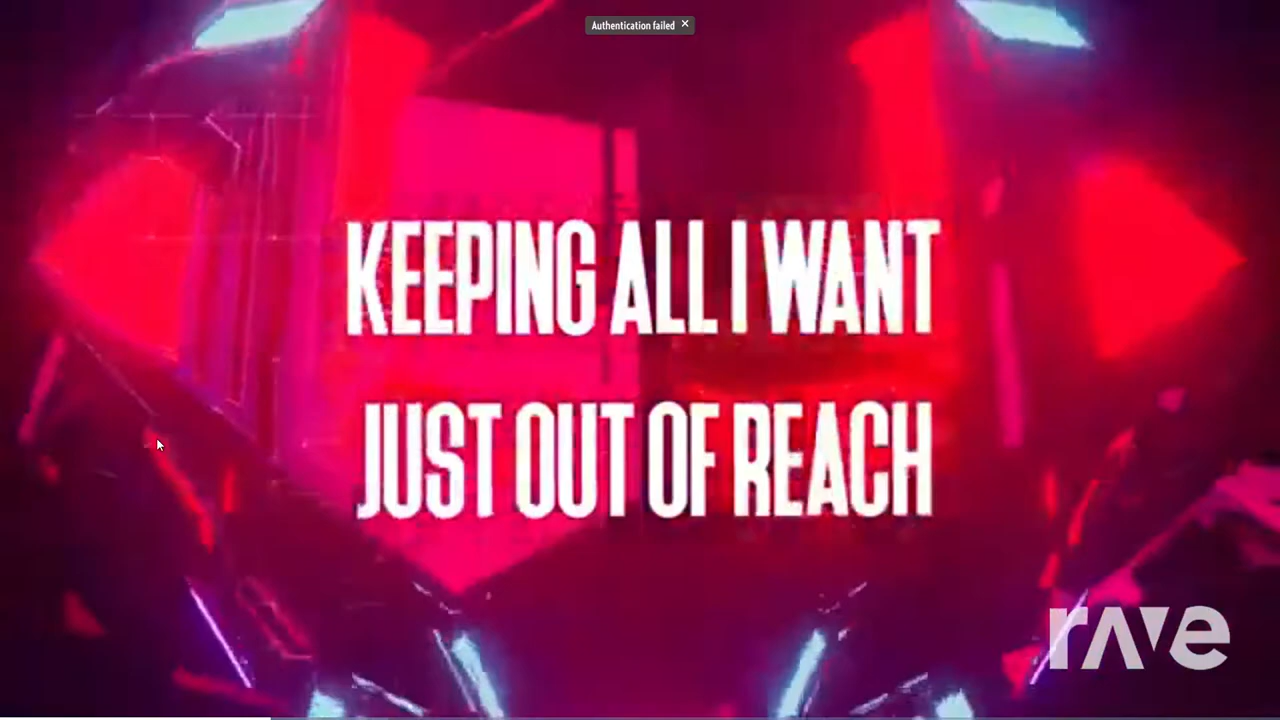 Authentication failed
KEEPING ALL I WANT
JUST OUT OF REACH
rave